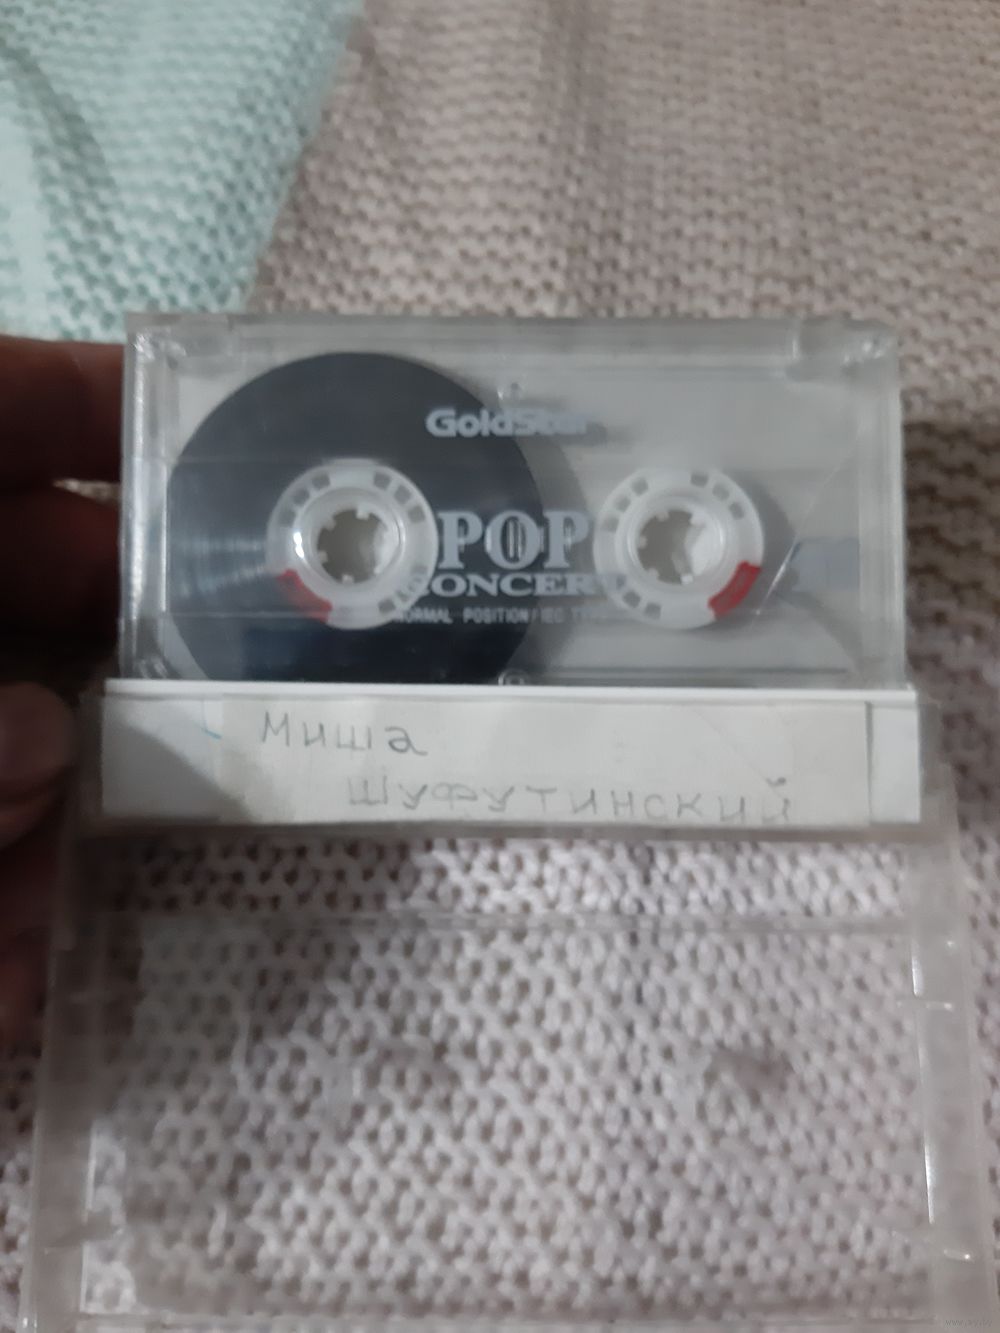 GoldStar
POP
CONCERT
NORMAL POSITION/IEC TYPE
Миша
Шуфутинский